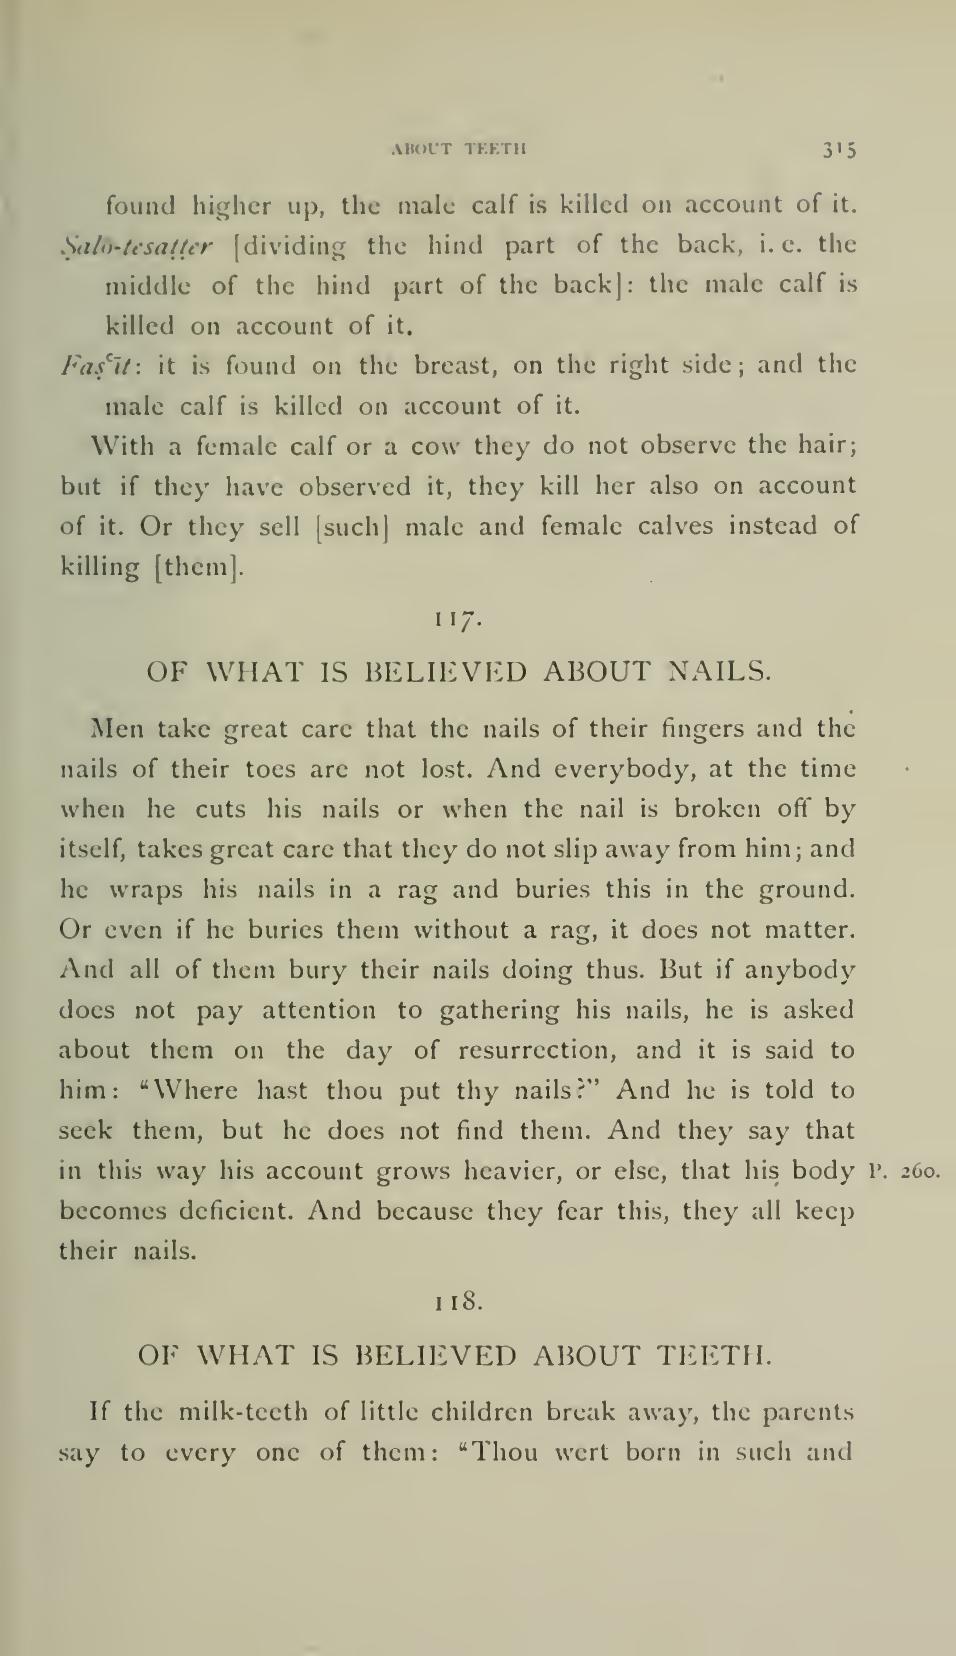 ABOUT TEETH 315
found higher up, the male calf is killed on account of it.
Ṣalo-tesaṭṭer [dividing the hind part of the back, i. e. the
middle of the hind part of the back]: the male calf is
killed on account of it.
Faṣʿīt: it is found on the breast, on the right side; and the
male calf is killed on account of it.
With a female calf or a cow they do not observe the hair;
but if they have observed it, they kill her also on account
of it. Or they sell [such] male and female calves instead of
killing [them].
117.
OF WHAT IS BELIEVED ABOUT NAILS.
Men take great care that the nails of their fingers and the
nails of their toes are not lost. And everybody, at the time
when he cuts his nails or when the nail is broken off by
itself, takes great care that they do not slip away from him; and
he wraps his nails in a rag and buries this in the ground.
Or even if he buries them without a rag, it does not matter.
And all of them bury their nails doing thus. But if anybody
does not pay attention to gathering his nails, he is asked
about them on the day of resurrection, and it is said to
him: “Where hast thou put thy nails?” And he is told to
seek them, but he does not find them. And they say that
in this way his account grows heavier, or else, that his body P. 260.
becomes deficient. And because they fear this, they all keep
their nails.
118.
OF WHAT IS BELIEVED ABOUT TEETH.
If the milk-teeth of little children break away, the parents
say to every one of them: “Thou wert born in such and